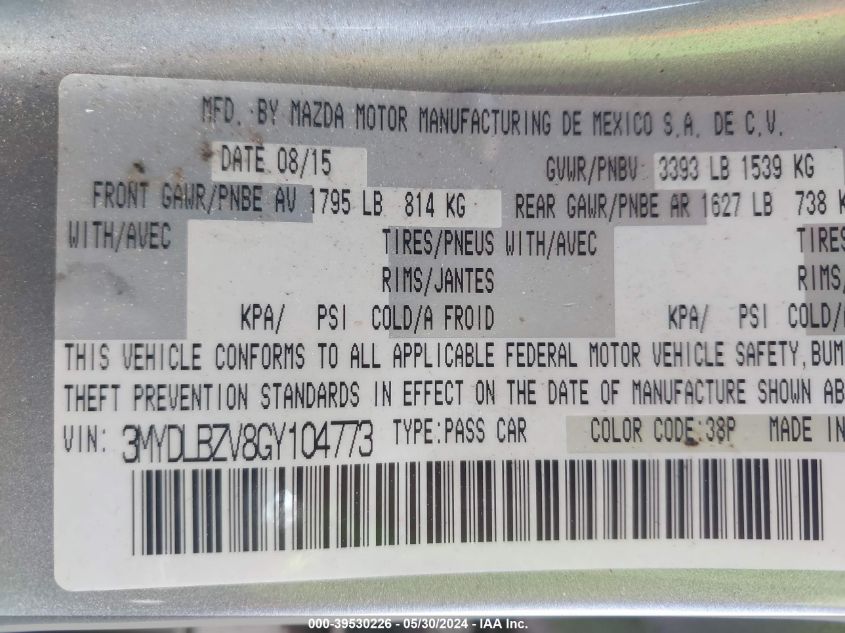 MFD. BY MAZDA MOTOR MANUFACTURING DE MEXICO S.A. DE C.V.
DATE 08/15 GVWR/PNBV 3393 LB 1539 KG
FRONT GAWR/PNBE AV 1795 LB 814 KG REAR GAWR/PNBE AR 1627 LB 738 K
WITH/AVEC TIRES/PNEUS WITH/AVEC TIRES
RIMS/JANTES RIMS/
KPA/ PSI COLD/A FROID KPA/ PSI COLD/
THIS VEHICLE CONFORMS TO ALL APPLICABLE FEDERAL MOTOR VEHICLE SAFETY, BUM
THEFT PREVENTION STANDARDS IN EFFECT ON THE DATE OF MANUFACTURE SHOWN AB
VIN: 3MYDLBZV8GY104773 TYPE:PASS CAR COLOR CODE:38P MADE IN
000-39530226 - 05/30/2024 - IAA Inc.